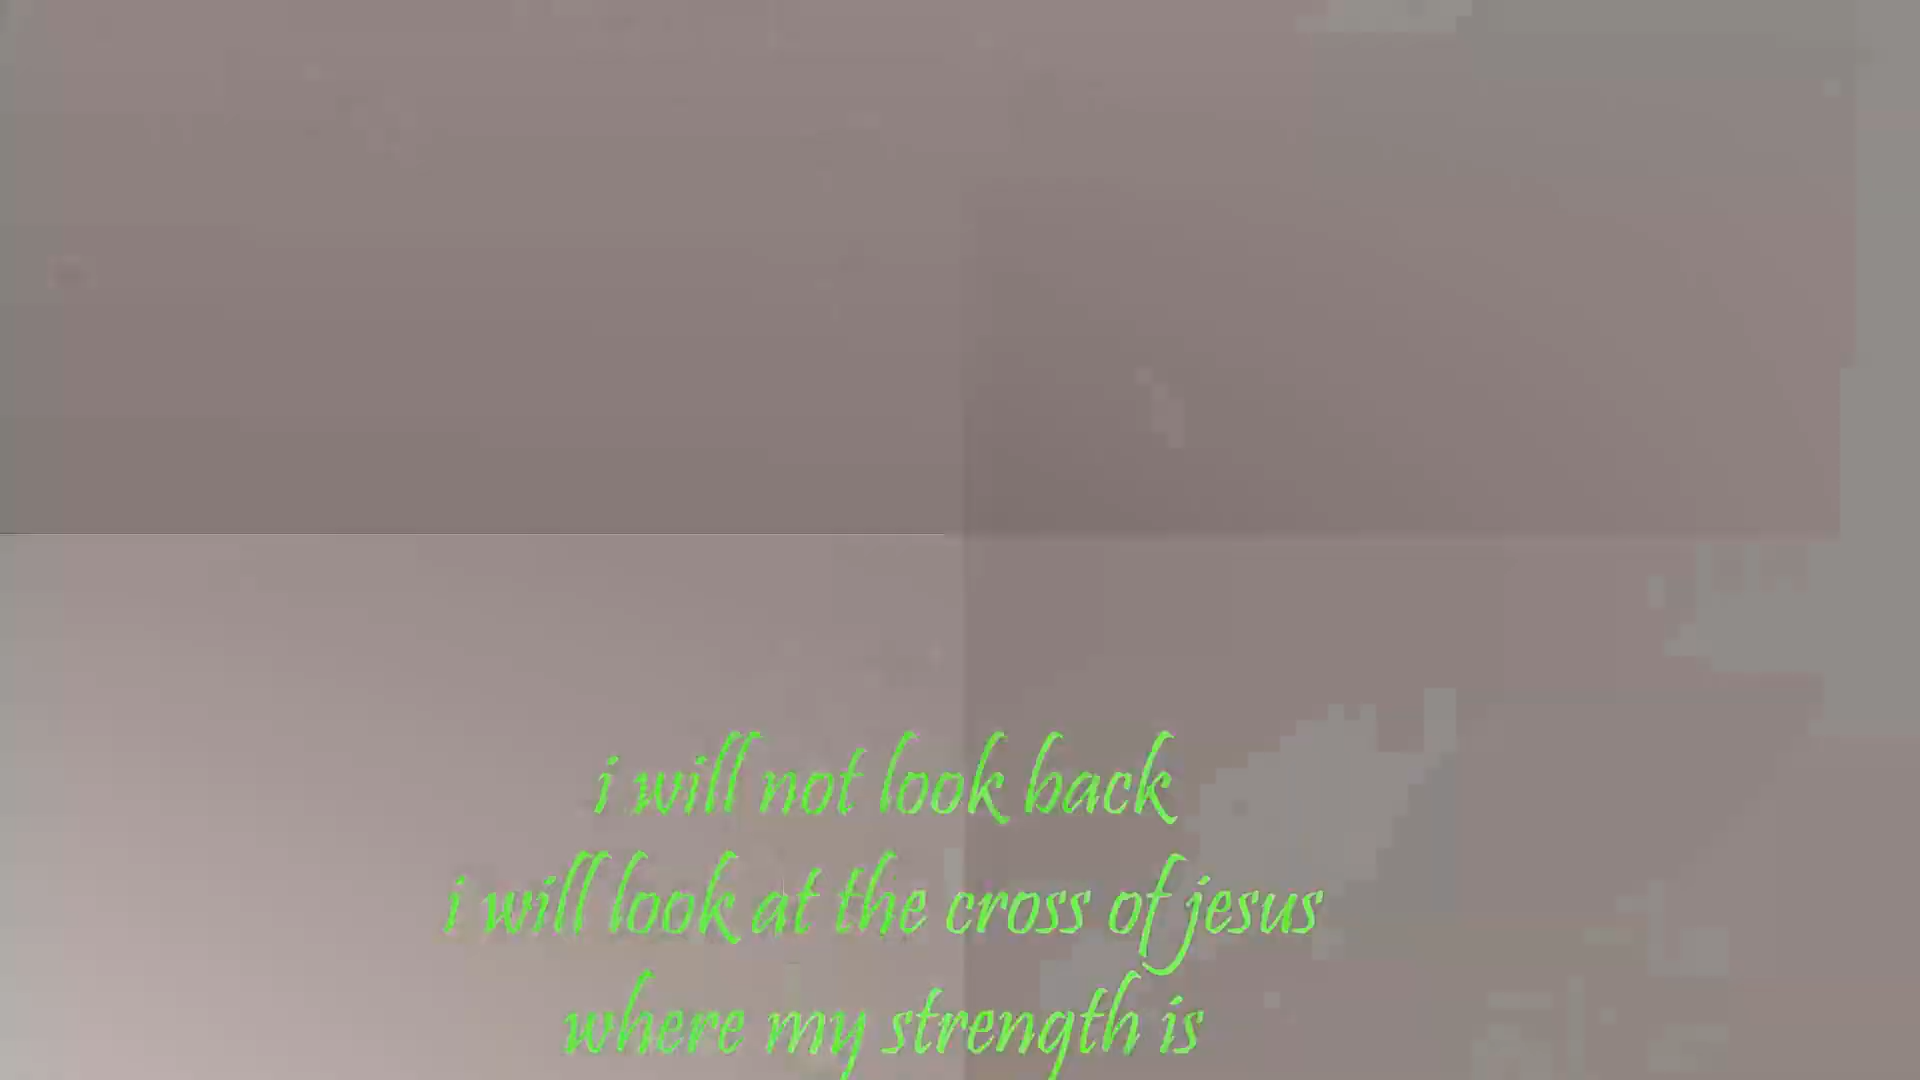 i will not look back
i will look at the cross of jesus
where my strength is